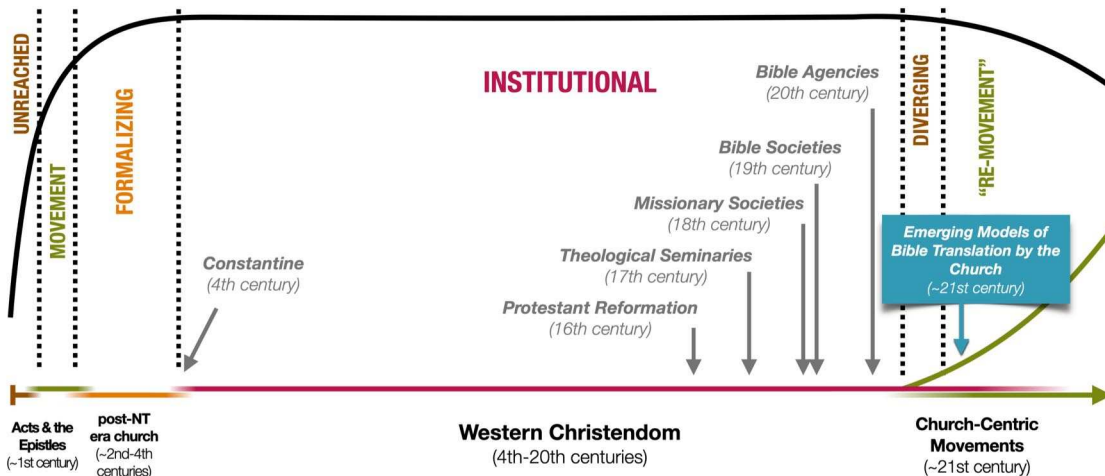 UNREACHED
MOVEMENT
FORMALIZING
INSTITUTIONAL
DIVERGING
“RE-MOVEMENT”
Constantine
(4th century)
Protestant Reformation
(16th century)
Theological Seminaries
(17th century)
Missionary Societies
(18th century)
Bible Societies
(19th century)
Bible Agencies
(20th century)
Emerging Models of
Bible Translation by the
Church
(~21st century)
Acts & the
Epistles
(~1st century)
post-NT
era church
(~2nd-4th
centuries)
Western Christendom
(4th-20th centuries)
Church-Centric
Movements
(~21st century)